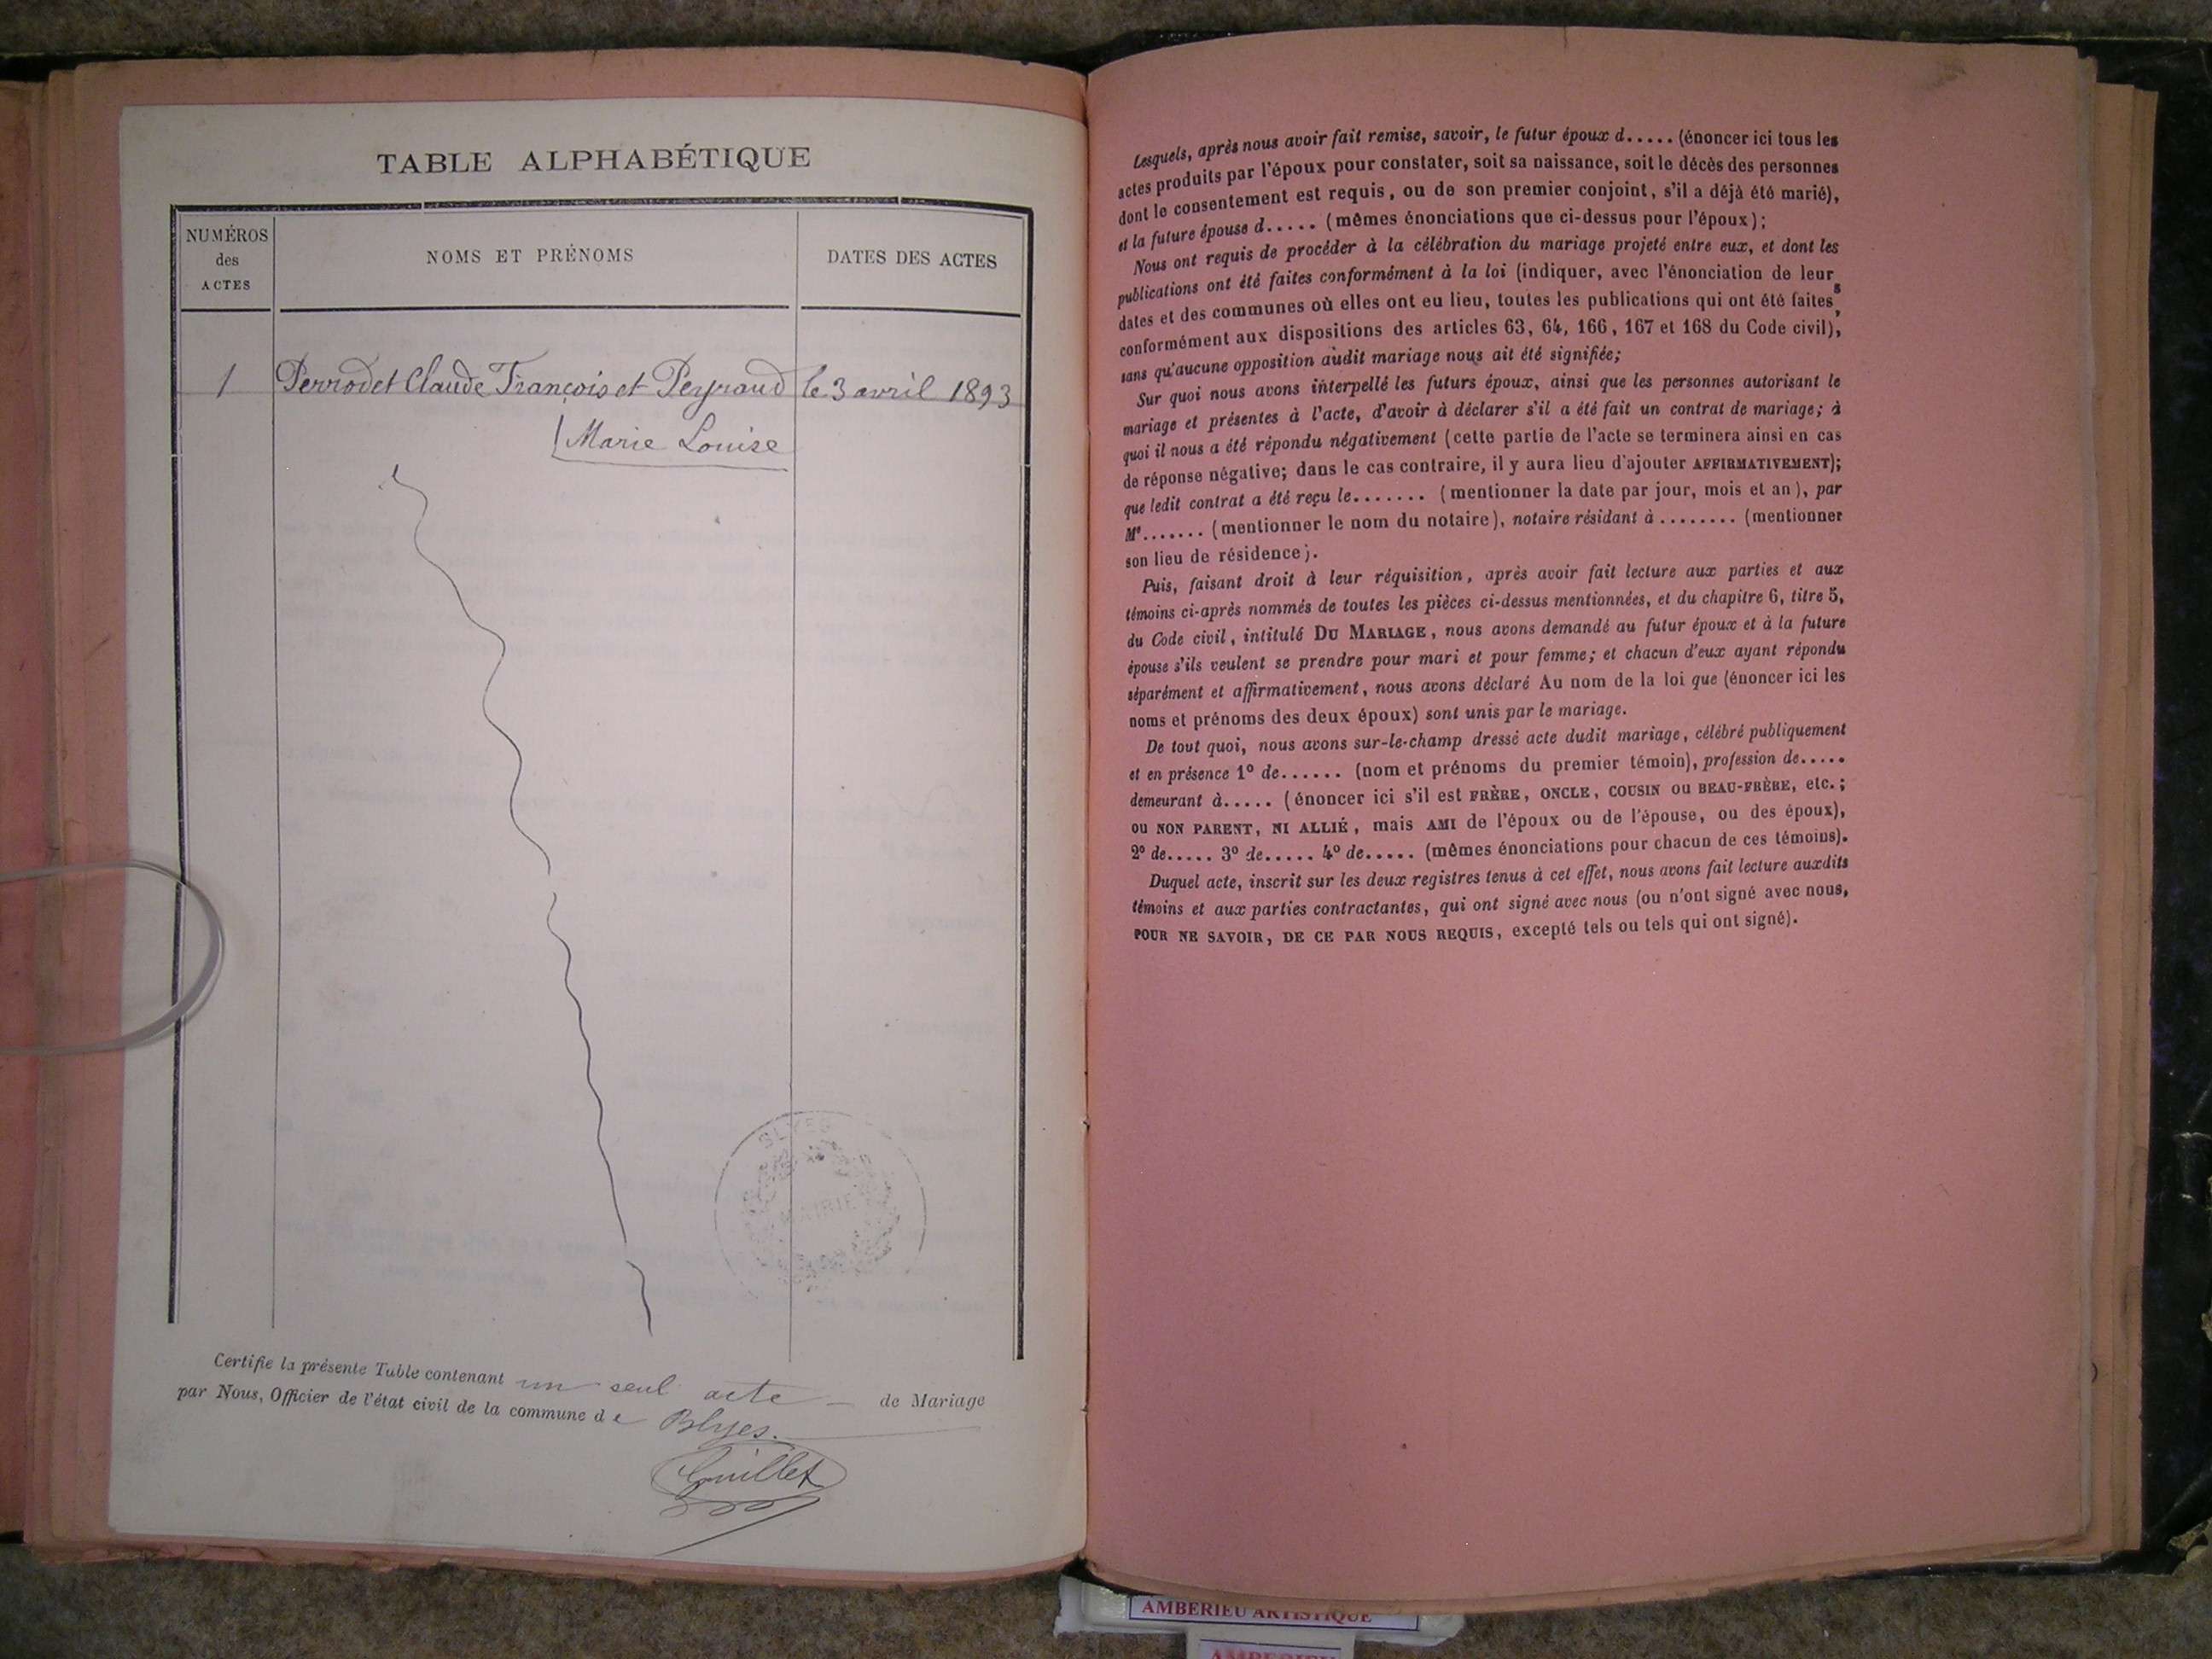 TABLE ALPHABÉTIQUE
NUMÉROS
des
ACTES
NOMS ET PRÉNOMS
DATES DES ACTES
1 Perrodet Claude François et Peyraud le 3 avril 1893
Marie Louise
BLYES
MAIRIE
Certifie la présente Table contenant un seul acte de Mariage
par Nous, Officier de l'état civil de la commune de Blyes.
Guillet
Lesquels, après nous avoir fait remise, savoir, le futur époux d..... (énoncer ici tous les
actes produits par l'époux pour constater, soit sa naissance, soit le décès des personnes
dont le consentement est requis, ou de son premier conjoint, s'il a déjà été marié),
et la future épouse d..... (mêmes énonciations que ci-dessus pour l'époux);
Nous ont requis de procéder à la célébration du mariage projeté entre eux, et dont les
publications ont été faites conformément à la loi (indiquer, avec l'énonciation de leurs
dates et des communes où elles ont eu lieu, toutes les publications qui ont été faites,
conformément aux dispositions des articles 63, 64, 166, 167 et 168 du Code civil),
sans qu'aucune opposition audit mariage nous ait été signifiée;
Sur quoi nous avons interpellé les futurs époux, ainsi que les personnes autorisant le
mariage et présentes à l'acte, d'avoir à déclarer s'il a été fait un contrat de mariage; à
quoi il nous a été répondu négativement (cette partie de l'acte se terminera ainsi en cas
de réponse négative; dans le cas contraire, il y aura lieu d'ajouter AFFIRMATIVEMENT);
que ledit contrat a été reçu le....... (mentionner la date par jour, mois et an), par
Me....... (mentionner le nom du notaire), notaire résidant à ........ (mentionner
son lieu de résidence).
Puis, faisant droit à leur réquisition, après avoir fait lecture aux parties et aux
témoins ci-après nommés de toutes les pièces ci-dessus mentionnées, et du chapitre 6, titre 5,
du Code civil, intitulé DU MARIAGE, nous avons demandé au futur époux et à la future
épouse s'ils veulent se prendre pour mari et pour femme; et chacun d'eux ayant répondu
séparément et affirmativement, nous avons déclaré Au nom de la loi que (énoncer ici les
noms et prénoms des deux époux) sont unis par le mariage.
De tout quoi, nous avons sur-le-champ dressé acte dudit mariage, célébré publiquement
et en présence 1° de...... (nom et prénoms du premier témoin), profession de.....
demeurant à..... (énoncer ici s'il est FRÈRE, ONCLE, COUSIN ou BEAU-FRÈRE, etc.;
ou NON PARENT, NI ALLIÉ, mais AMI de l'époux ou de l'épouse, ou des époux),
2° de..... 3° de..... 4° de..... (mêmes énonciations pour chacun de ces témoins).
Duquel acte, inscrit sur les deux registres tenus à cet effet, nous avons fait lecture auxdits
témoins et aux parties contractantes, qui ont signé avec nous (ou n'ont signé avec nous,
POUR NE SAVOIR, DE CE PAR NOUS REQUIS, excepté tels ou tels qui ont signé).
AMBERIEU ARTISTIQUE
AMBERIEU